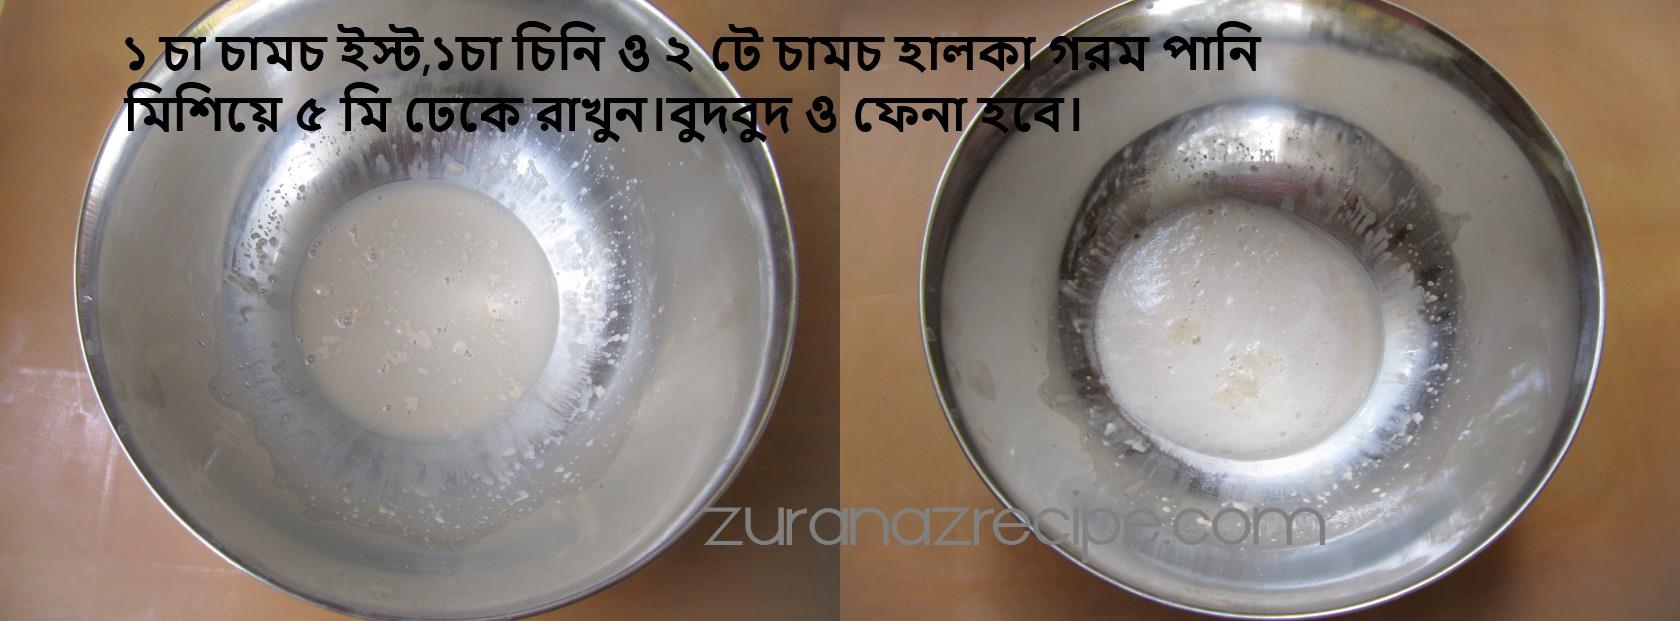 ১ চা চামচ ইস্ট,১চা চিনি ও ২ টে চামচ হালকা গরম পানি
মিশিয়ে ৫ মি ঢেকে রাখুন।বুদবুদ ও ফেনা হবে।
zuranazrecipe.com